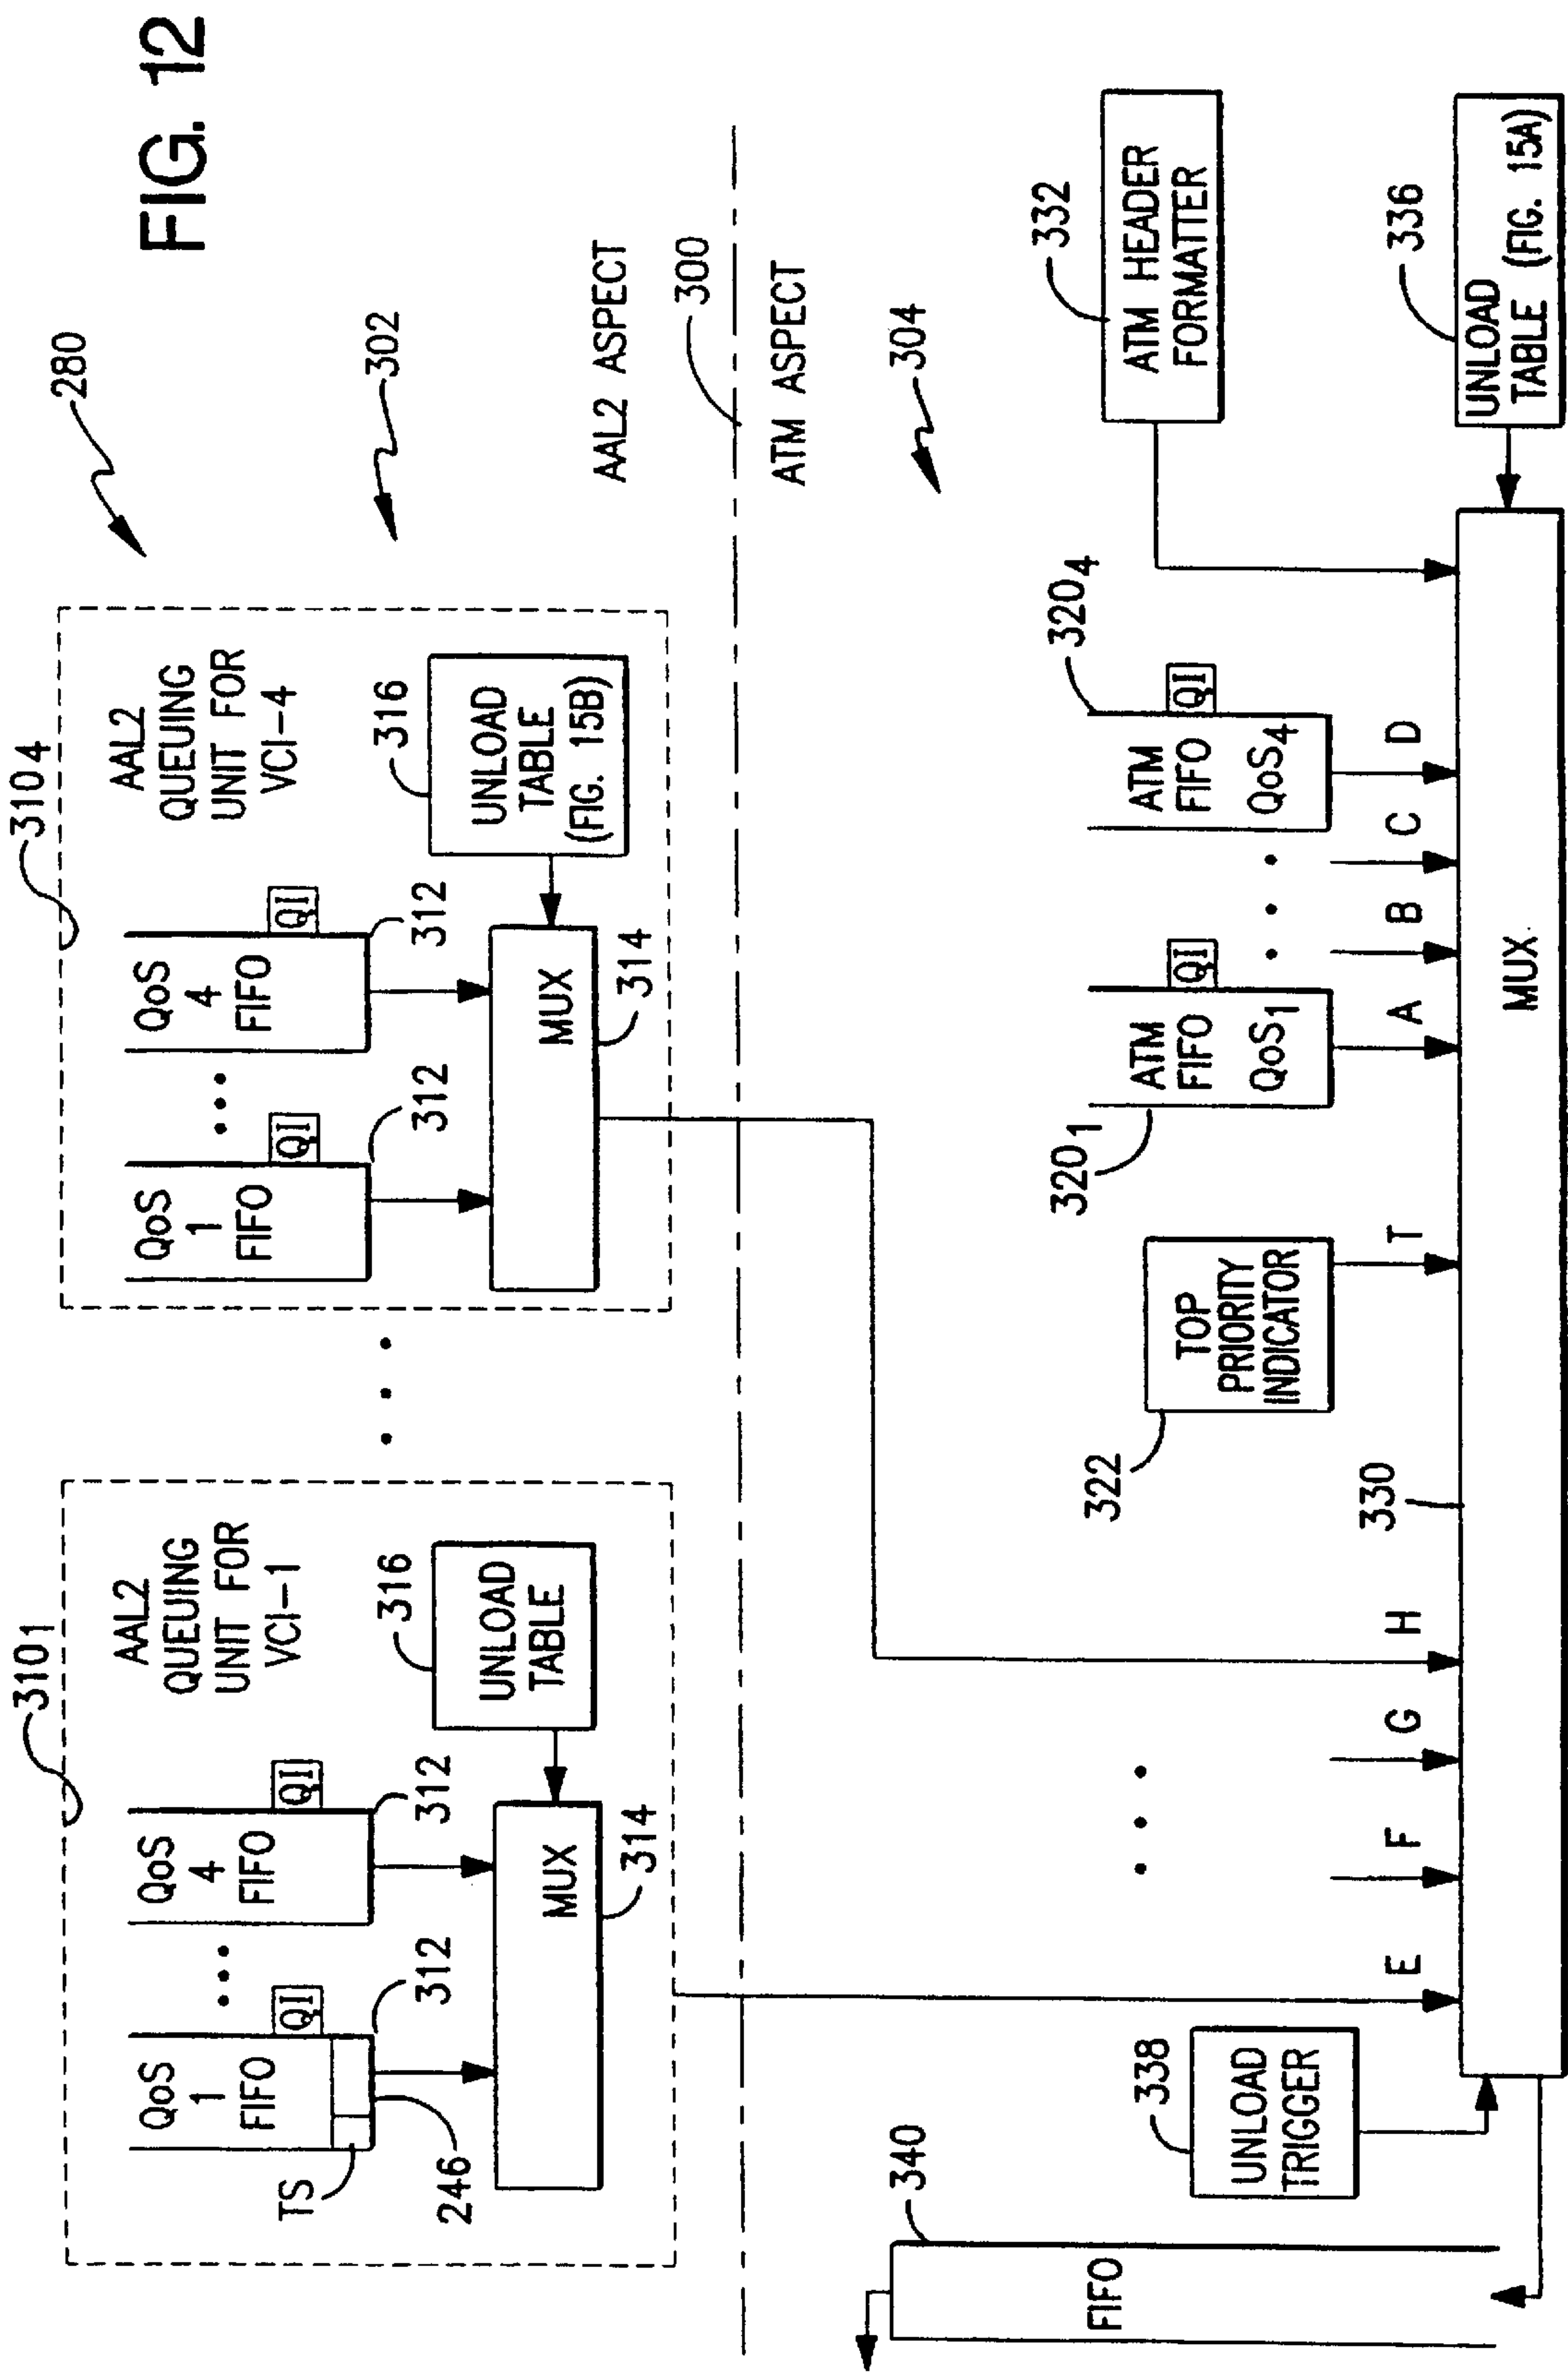 FIG. 12
280
302
AAL2 ASPECT
300
ATM ASPECT
304
310₁
AAL2
QUEUING
UNIT FOR
VCI-1
QoS
1
FIFO
QI
312
TS
246
QoS
4
FIFO
QI
312
316
UNLOAD
TABLE
MUX
314
310₄
AAL2
QUEUING
UNIT FOR
VCI-4
QoS
1
FIFO
QI
312
QoS
4
FIFO
QI
312
316
UNLOAD
TABLE
(FIG. 15B)
MUX
314
340
FIFO
338
UNLOAD
TRIGGER
E
F
G
H
330
322
TOP
PRIORITY
INDICATOR
T
320₁
ATM
FIFO
QoS₁
QI
A
B
C
D
320₄
ATM
FIFO
QoS₄
QI
332
ATM HEADER
FORMATTER
336
UNLOAD
TABLE (FIG. 15A)
MUX